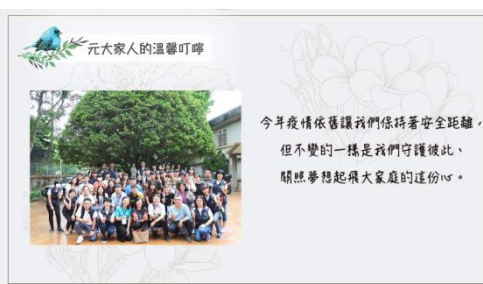 元大家人的溫馨叮嚀
今年疫情依舊讓我們保持著安全距離，
但不變的一樣是我們守護彼此、
關照夢想起飛大家庭的這份心。